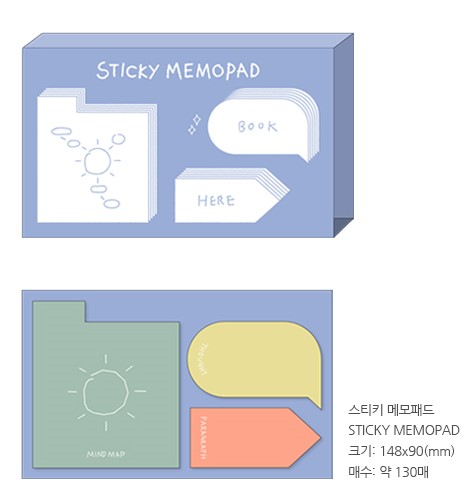 STICKY MEMOPAD
BOOK
HERE
THOUGHT
MIND MAP
PARAGRAPH
스티키 메모패드
STICKY MEMOPAD
크기: 148x90(mm)
매수: 약 130매